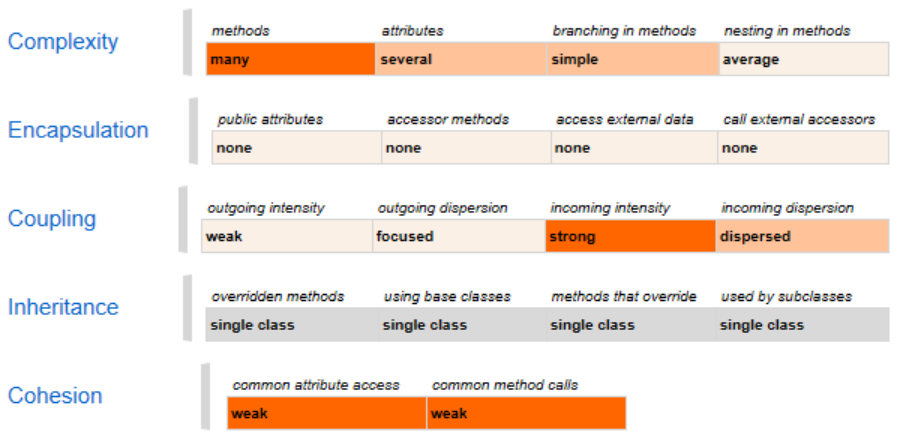 Complexity
methods attributes branching in methods nesting in methods
many several simple average
Encapsulation
public attributes accessor methods access external data call external accessors
none none none none
Coupling
outgoing intensity outgoing dispersion incoming intensity incoming dispersion
weak focused strong dispersed
Inheritance
overridden methods using base classes methods that override used by subclasses
single class single class single class single class
Cohesion
common attribute access common method calls
weak weak